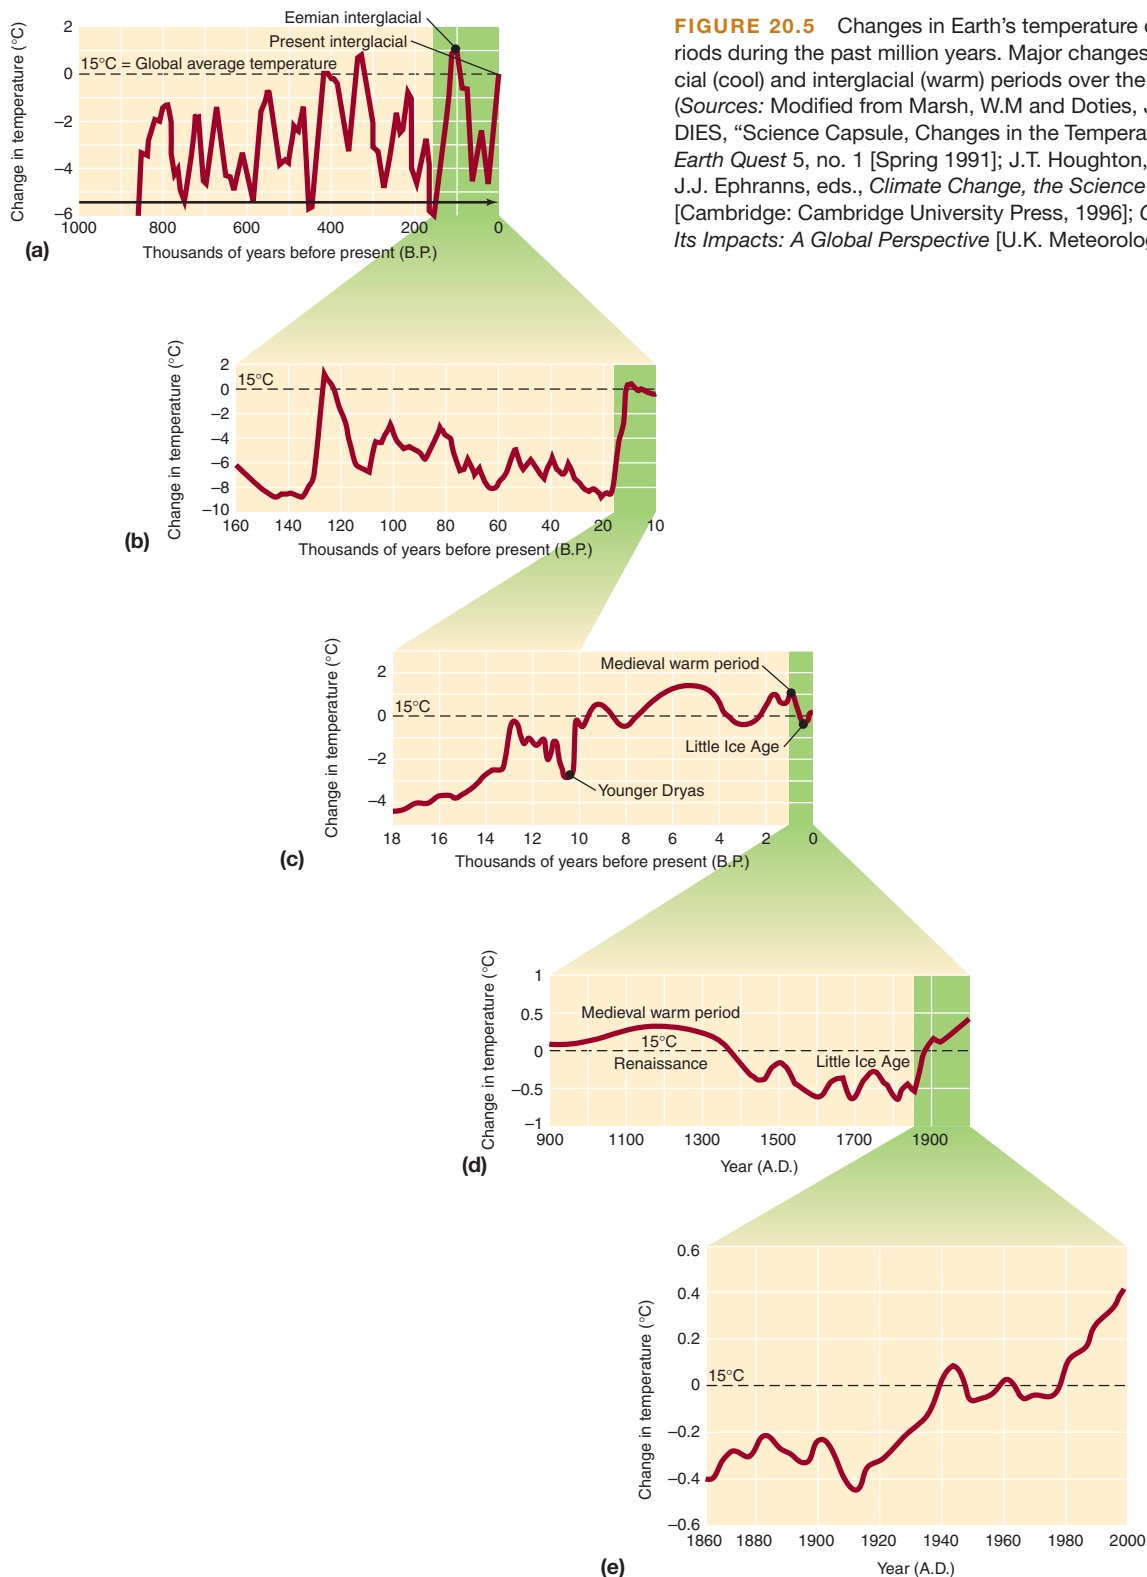 FIGURE 20.5 Changes in Earth's temperature
riods during the past million years. Major changes
cial (cool) and interglacial (warm) periods over the
(Sources: Modified from Marsh, W.M and Doties,
DIES, "Science Capsule, Changes in the
Earth Quest 5, no. 1 [Spring 1991]; J.T. Houghton,
J.J. Ephranns, eds., Climate Change, the Science
[Cambridge: Cambridge University Press, 1996];
Its Impacts: A Global Perspective [U.K.
Change in temperature (°C)
2
0
–2
–4
–6
Eemian interglacial
Present interglacial
15°C = Global average temperature
1000 800 600 400 200 0
Thousands of years before present (B.P.)
(a)
Change in temperature (°C)
2
0
–2
–4
–6
–8
–10
15°C
160 140 120 100 80 60 40 20 10
Thousands of years before present (B.P.)
(b)
Change in temperature (°C)
2
0
–2
–4
Medieval warm period
15°C
Little Ice Age
Younger Dryas
18 16 14 12 10 8 6 4 2 0
Thousands of years before present (B.P.)
(c)
Change in temperature (°C)
1
0.5
0
–0.5
–1
Medieval warm period
15°C
Renaissance
Little Ice Age
900 1100 1300 1500 1700 1900
Year (A.D.)
(d)
Change in temperature (°C)
0.6
0.4
0.2
0
–0.2
–0.4
–0.6
15°C
1860 1880 1900 1920 1940 1960 1980 2000
Year (A.D.)
(e)